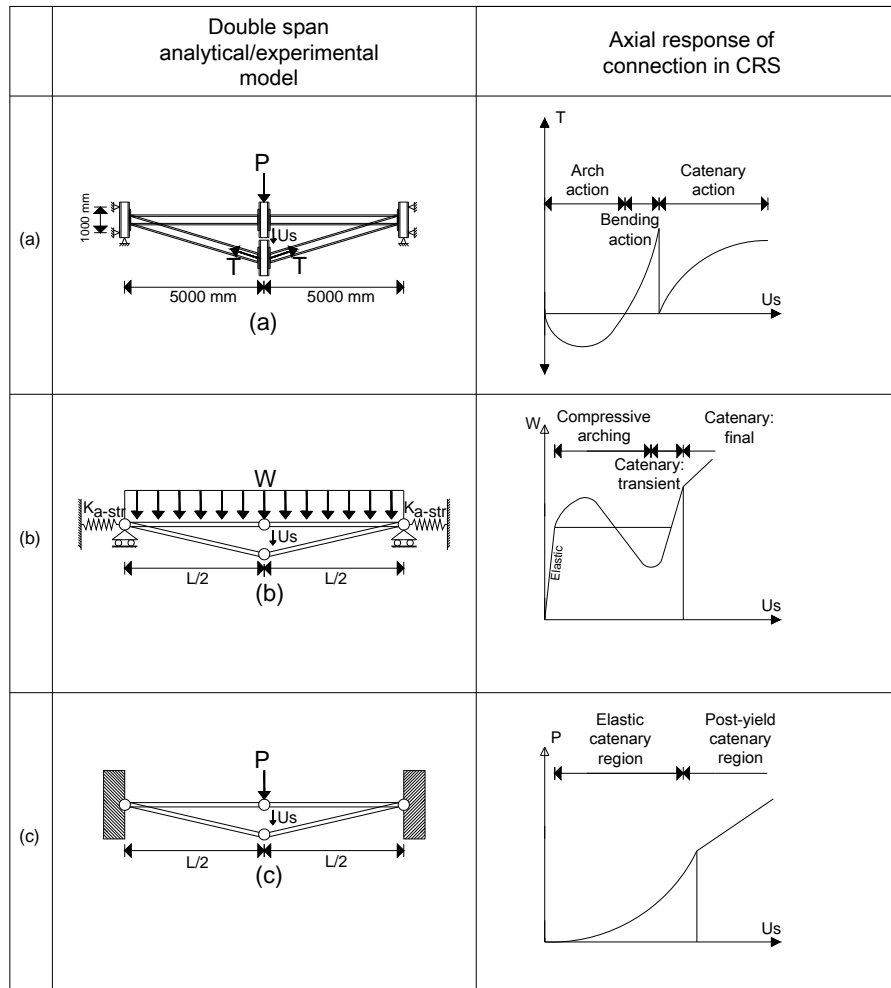 Double span
analytical/experimental
model
Axial response of
connection in CRS
(a)
P
1000 mm
Us
T T
5000 mm 5000 mm
(a)
T
Arch
action
Catenary
action
Bending
action
Us
(b)
W
Ka-str Ka-str
Us
L/2 L/2
(b)
W
Compressive
arching
Catenary:
final
Catenary:
transient
Elastic
Us
(c)
P
Us
L/2 L/2
(c)
P
Elastic
catenary
region
Post-yield
catenary
region
Us